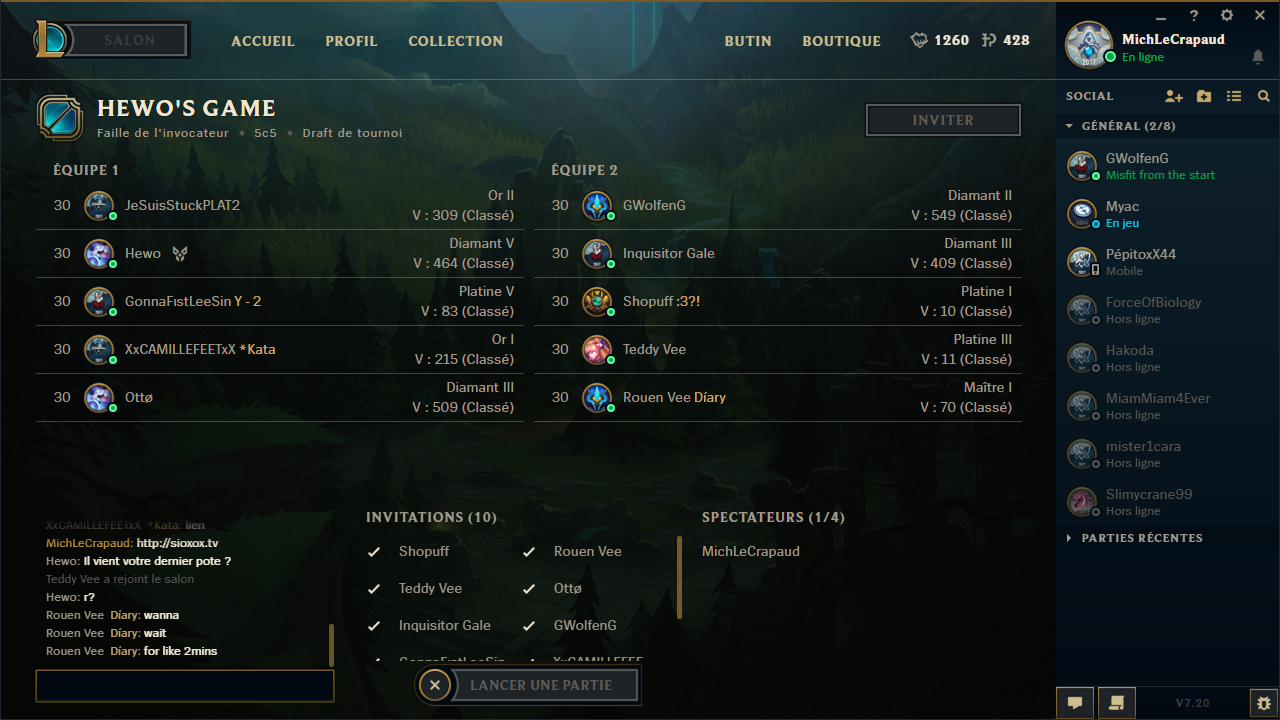 SALON
ACCUEIL PROFIL COLLECTION BUTIN BOUTIQUE 1260 428
MichLeCrapaud
En ligne
2017
HEWO'S GAME
Faille de l'invocateur • 5c5 • Draft de tournoi
INVITER
ÉQUIPE 1
30 JeSuisStuckPLAT2 Or II
V : 309 (Classé)
30 Hewo Diamant V
V : 464 (Classé)
30 GonnaFıstLeeSin Y - 2 Platine V
V : 83 (Classé)
30 XxCAMILLEFEETxX *Kata Or I
V : 215 (Classé)
30 Ottø Diamant III
V : 509 (Classé)
ÉQUIPE 2
30 GWolfenG Diamant II
V : 549 (Classé)
30 Inquisitor Gale Diamant III
V : 409 (Classé)
30 Shopuff :3?! Platine I
V : 10 (Classé)
30 Teddy Vee Platine III
V : 11 (Classé)
30 Rouen Vee Díary Maître I
V : 70 (Classé)
XxCAMILLEFEETxX *Kata: lien
MichLeCrapaud: http://sioxox.tv
Hewo: Il vient votre dernier pote ?
Teddy Vee a rejoint le salon
Hewo: r?
Rouen Vee Díary: wanna
Rouen Vee Díary: wait
Rouen Vee Díary: for like 2mins
INVITATIONS (10)
Shopuff Rouen Vee
Teddy Vee Ottø
Inquisitor Gale GWolfenG
GonnaFıstLeeSin XxCAMILLEFEE
SPECTATEURS (1/4)
MichLeCrapaud
LANCER UNE PARTIE
SOCIAL
GÉNÉRAL (2/8)
GWolfenG
Misfit from the start
Myac
En jeu
PépitoxX44
Mobile
ForceOfBiology
Hors ligne
Hakoda
Hors ligne
MiamMiam4Ever
Hors ligne
mister1cara
Hors ligne
Slimycrane99
Hors ligne
PARTIES RÉCENTES
V7.20